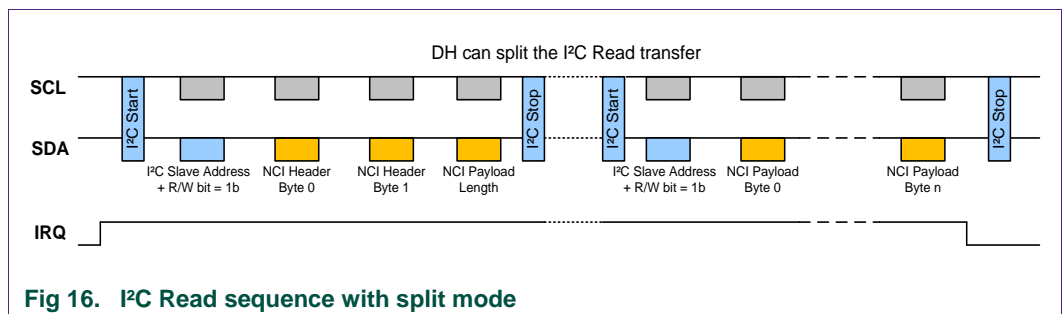 DH can split the I²C Read transfer
SCL
I²C Start
I²C Stop
I²C Start
I²C Stop
SDA
I²C Slave Address
+ R/W bit = 1b
NCI Header
Byte 0
NCI Header
Byte 1
NCI Payload
Length
I²C Slave Address
+ R/W bit = 1b
NCI Payload
Byte 0
NCI Payload
Byte n
IRQ
Fig 16. I²C Read sequence with split mode